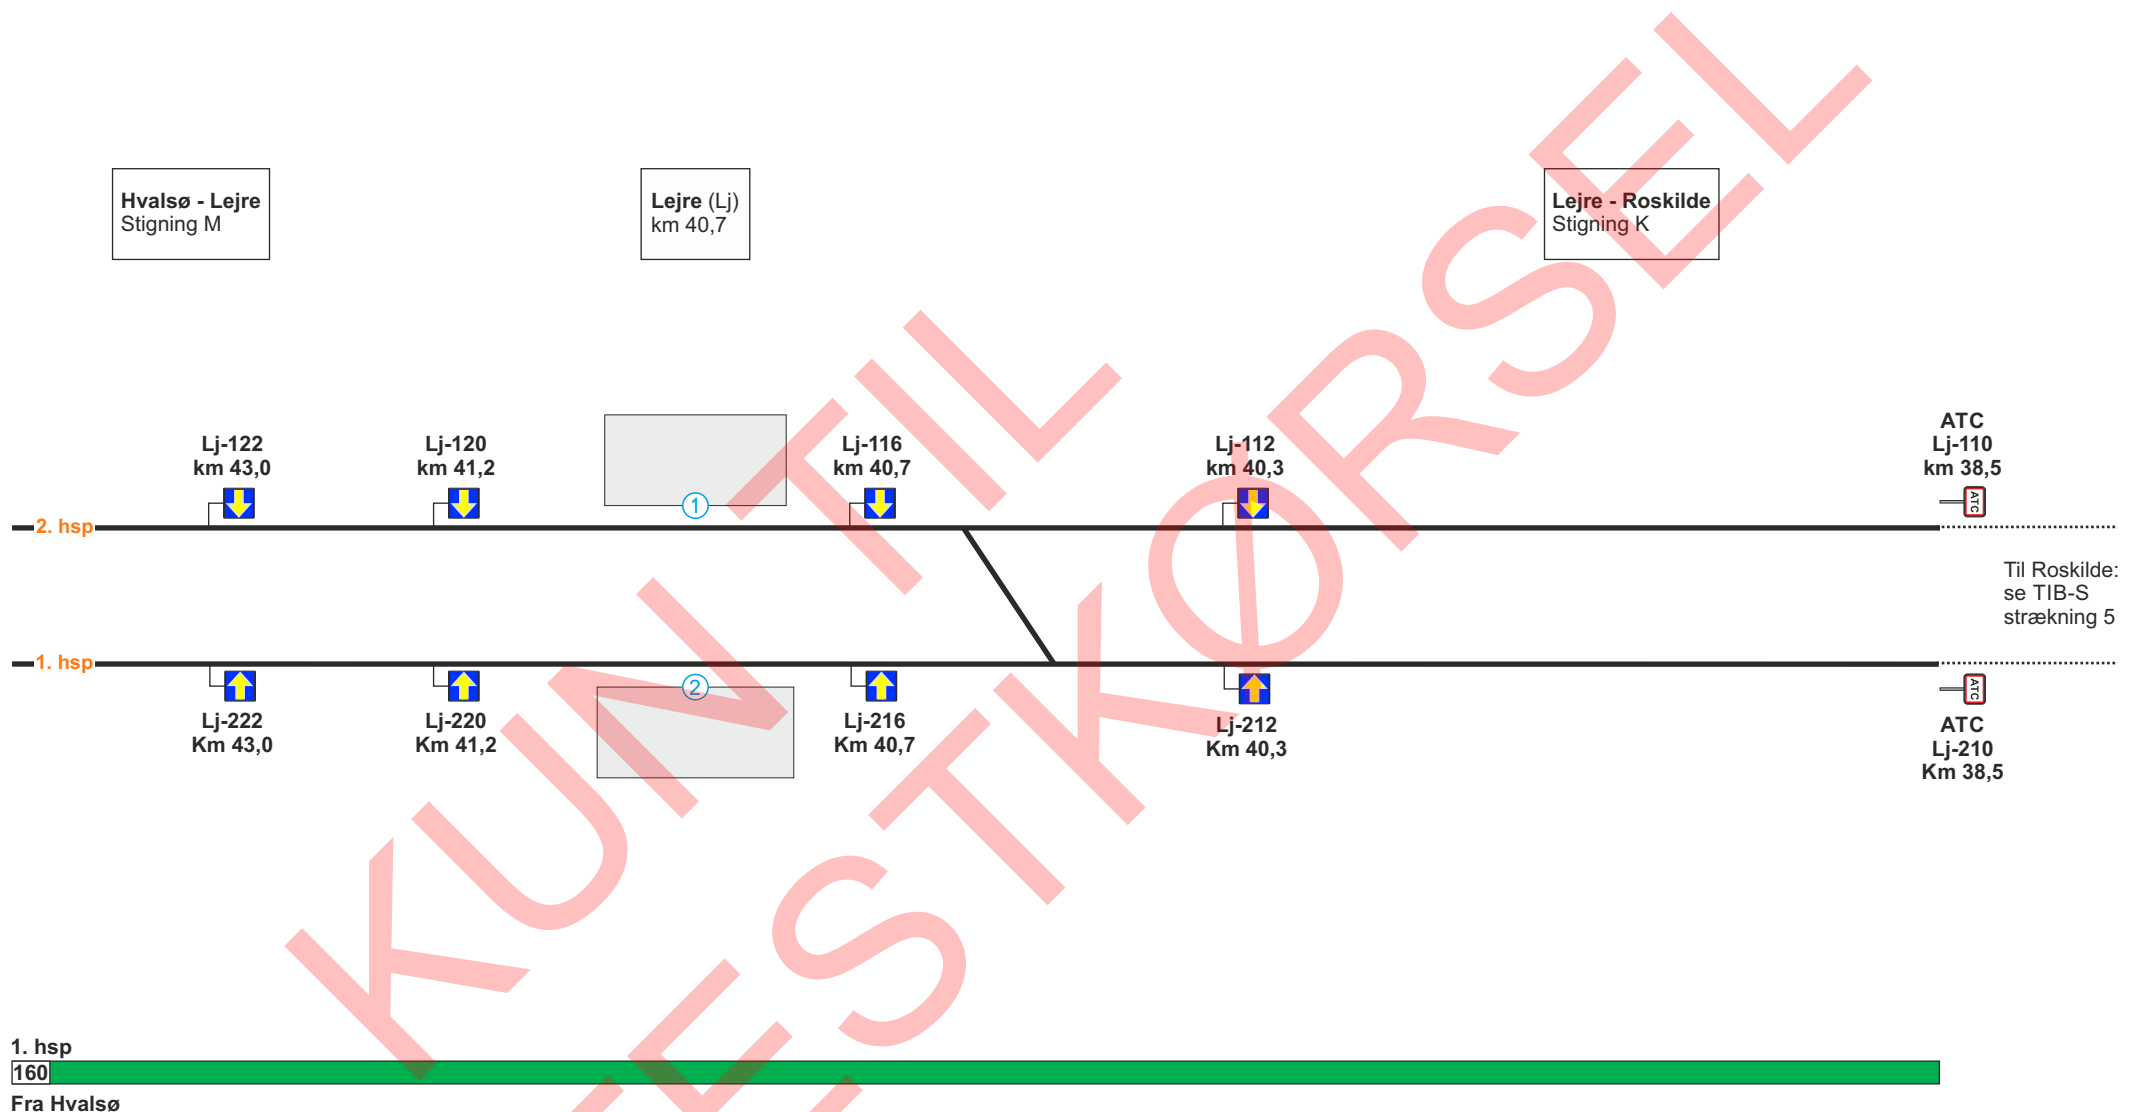 Hvalsø - Lejre
Stigning M
Lejre (Lj)
km 40,7
Lejre - Roskilde
Stigning K
Lj-122
km 43,0
Lj-120
km 41,2
Lj-116
km 40,7
Lj-112
km 40,3
ATC
Lj-110
km 38,5
ATC
1
2. hsp
Til Roskilde:
se TIB-S
strækning 5
1. hsp
2
ATC
Lj-222
Km 43,0
Lj-220
Km 41,2
Lj-216
Km 40,7
Lj-212
Km 40,3
ATC
Lj-210
Km 38,5
1. hsp
160
Fra Hvalsø
KUN TIL
TESTKØRSEL